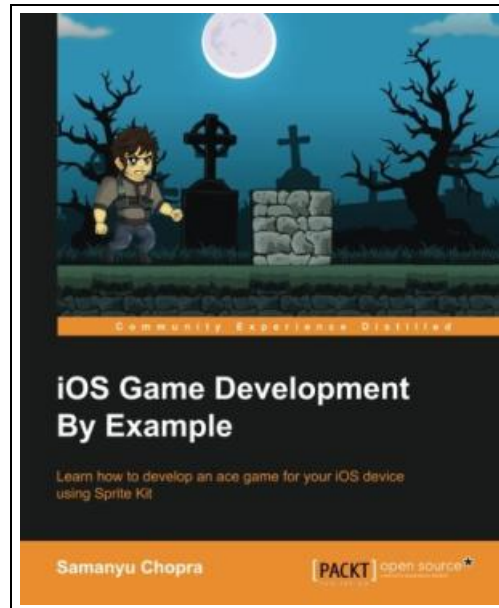 Community Experience Distilled
iOS Game Development
By Example
Learn how to develop an ace game for your iOS device
using Sprite Kit
Samanyu Chopra
[PACKT] open source*